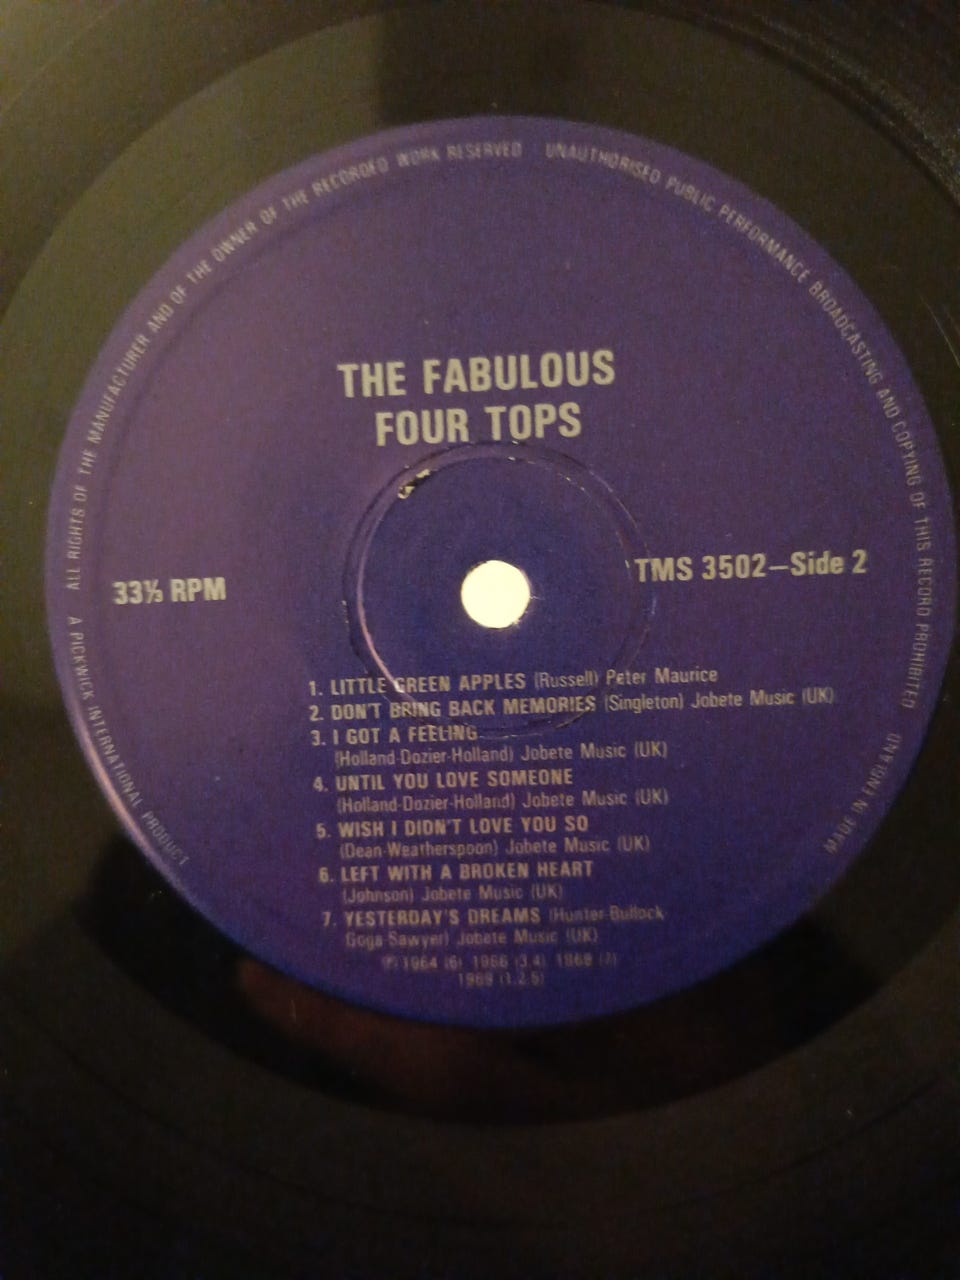 ALL RIGHTS OF THE MANUFACTURER AND OF THE OWNER OF THE RECORDED WORK RESERVED UNAUTHORISED PUBLIC PERFORMANCE BROADCASTING AND COPYING OF THIS RECORD PROHIBITED
THE FABULOUS
FOUR TOPS
33⅓ RPM
TMS 3502—Side 2
1. LITTLE GREEN APPLES (Russell) Peter Maurice
2. DON'T BRING BACK MEMORIES (Singleton) Jobete Music (UK)
3. I GOT A FEELING
(Holland-Dozier-Holland) Jobete Music (UK)
4. UNTIL YOU LOVE SOMEONE
(Holland-Dozier-Holland) Jobete Music (UK)
5. WISH I DIDN'T LOVE YOU SO
(Dean-Weatherspoon) Jobete Music (UK)
6. LEFT WITH A BROKEN HEART
(Johnson) Jobete Music (UK)
7. YESTERDAY'S DREAMS (Hunter-Bullock
Goga-Sawyer) Jobete Music (UK)
℗ 1964 (6) 1966 (3.4) 1968 (7)
1969 (1.2.5)
A PICKWICK INTERNATIONAL PRODUCT
MADE IN ENGLAND